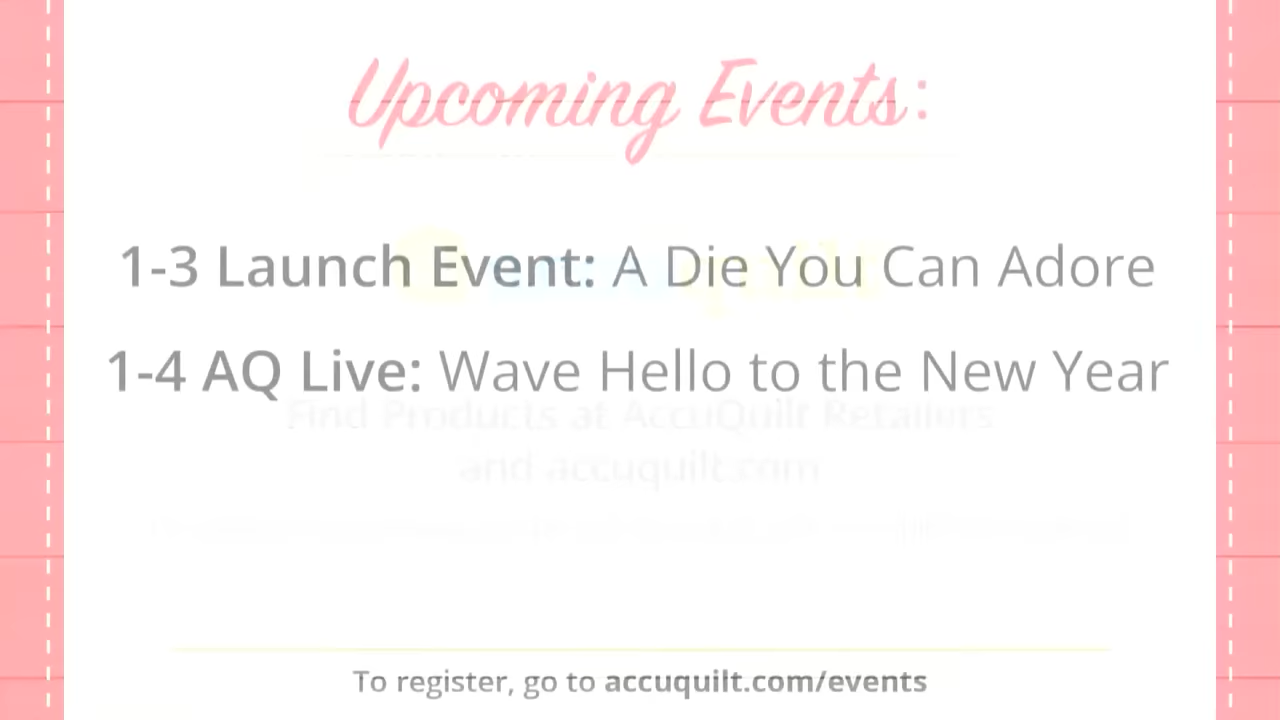 Upcoming Events:
1-3 Launch Event: A Die You Can Adore
1-4 AQ Live: Wave Hello to the New Year
Find Products at AccuQuilt Retailers
and accuquilt.com
To register, go to accuquilt.com/events